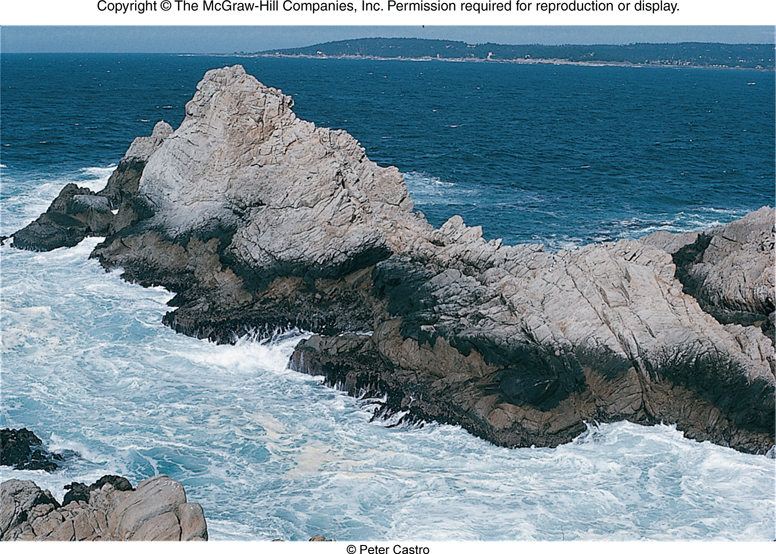 Copyright © The McGraw-Hill Companies, Inc. Permission required for reproduction or display.
© Peter Castro